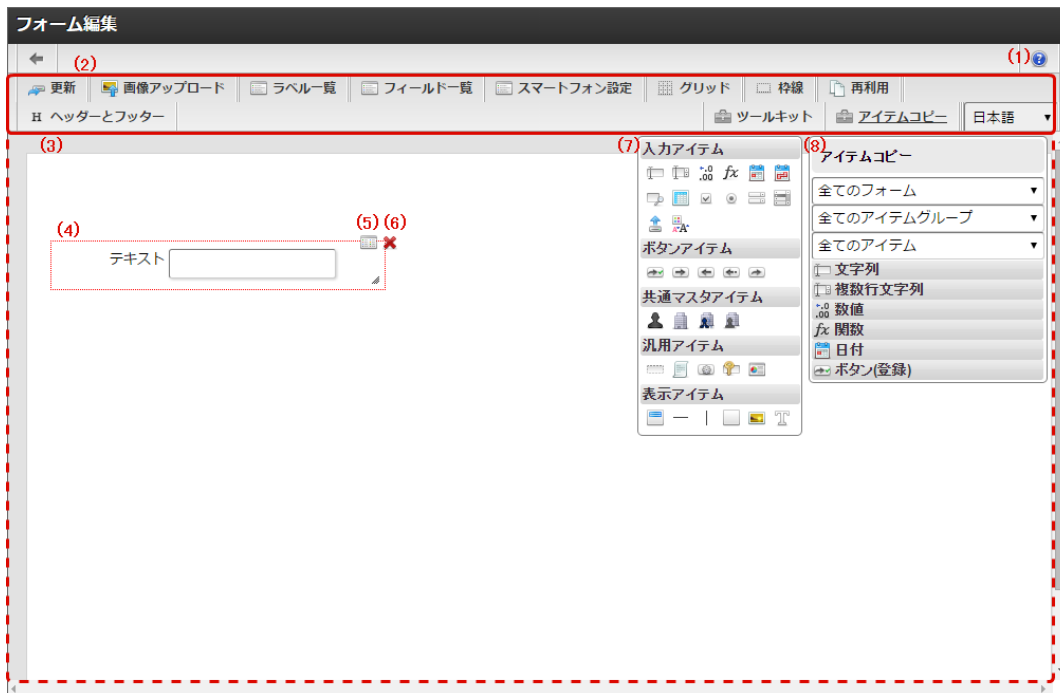 フォーム編集
(1)
(2)
更新 画像アップロード ラベル一覧 フィールド一覧 スマートフォン設定 グリッド 枠線 再利用
H ヘッダーとフッター ツールキット アイテムコピー 日本語
(3)
(7) 入力アイテム
(8) アイテムコピー
全てのフォーム
全てのアイテムグループ
全てのアイテム
文字列
複数行文字列
数値
fx 関数
日付
ボタン(登録)
(4)
(5) (6)
テキスト
ボタンアイテム
共通マスタアイテム
汎用アイテム
表示アイテム